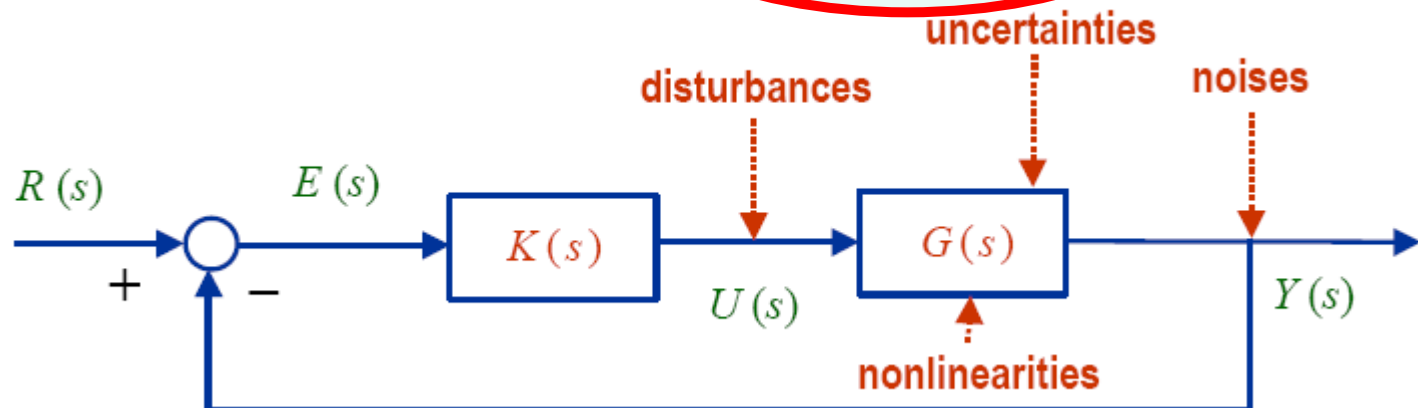 uncertainties
disturbances
noises
R (s)
E (s)
K (s)
G (s)
+
−
U (s)
Y (s)
nonlinearities